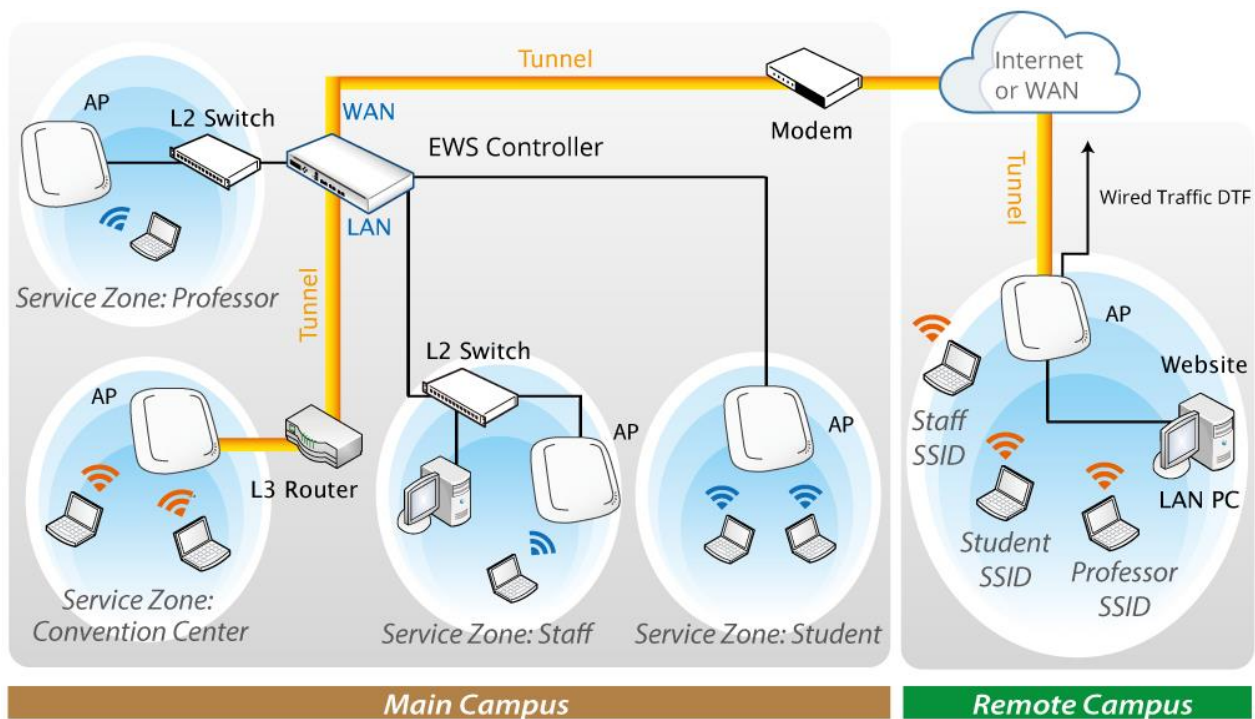 Internet
or WAN
Tunnel
AP
L2 Switch
WAN
Modem
EWS Controller
Tunnel
Wired Traffic DTF
LAN
Service Zone: Professor
Tunnel
AP
L2 Switch
Website
AP
AP
AP
Staff
SSID
L3 Router
LAN PC
Student
SSID
Professor
SSID
Service Zone:
Convention Center
Service Zone: Staff
Service Zone: Student
Main Campus
Remote Campus